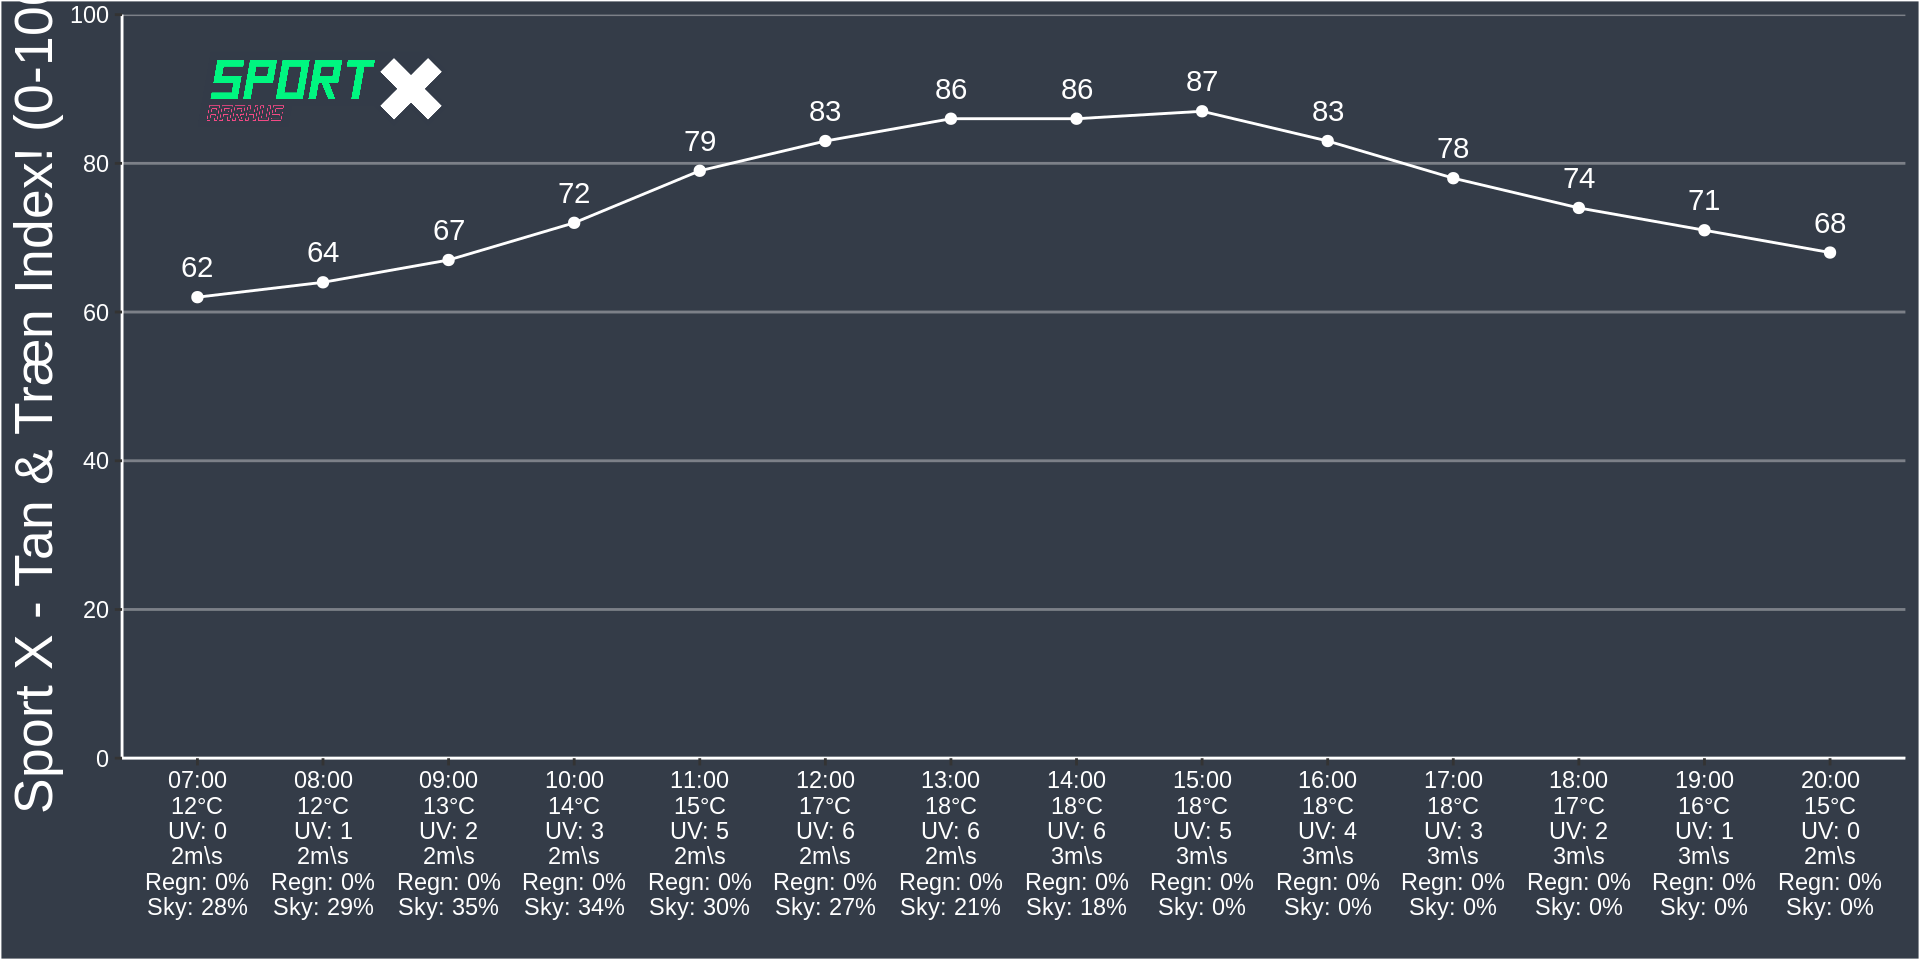 Sport X - Tan & Træn Index! (0-100
SPORT X
AARHUS
100
80
60
40
20
0
62
64
67
72
79
83
86
86
87
83
78
74
71
68
07:00
12°C
UV: 0
2m\s
Regn: 0%
Sky: 28%
08:00
12°C
UV: 1
2m\s
Regn: 0%
Sky: 29%
09:00
13°C
UV: 2
2m\s
Regn: 0%
Sky: 35%
10:00
14°C
UV: 3
2m\s
Regn: 0%
Sky: 34%
11:00
15°C
UV: 5
2m\s
Regn: 0%
Sky: 30%
12:00
17°C
UV: 6
2m\s
Regn: 0%
Sky: 27%
13:00
18°C
UV: 6
2m\s
Regn: 0%
Sky: 21%
14:00
18°C
UV: 6
3m\s
Regn: 0%
Sky: 18%
15:00
18°C
UV: 5
3m\s
Regn: 0%
Sky: 0%
16:00
18°C
UV: 4
3m\s
Regn: 0%
Sky: 0%
17:00
18°C
UV: 3
3m\s
Regn: 0%
Sky: 0%
18:00
17°C
UV: 2
3m\s
Regn: 0%
Sky: 0%
19:00
16°C
UV: 1
3m\s
Regn: 0%
Sky: 0%
20:00
15°C
UV: 0
2m\s
Regn: 0%
Sky: 0%